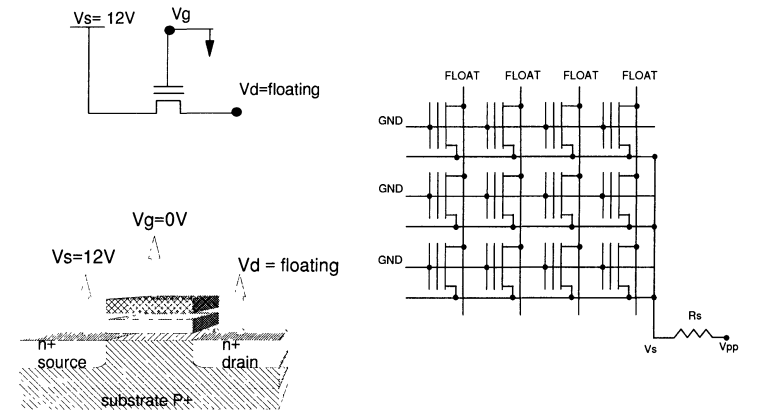 Vs= 12V
Vg
Vd=floating
Vg=0V
Vs=12V
Vd = floating
n+
source
n+
drain
substrate P+
FLOAT FLOAT FLOAT FLOAT
GND
GND
GND
Rs
Vs
Vpp